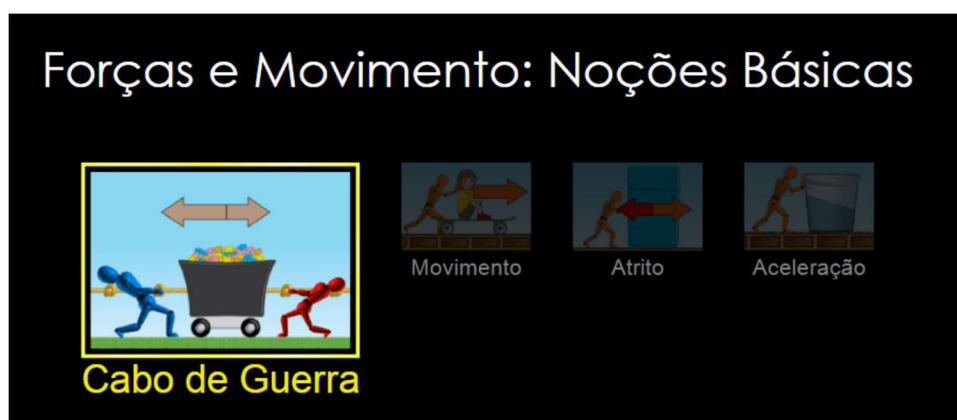 Forças e Movimento: Noções Básicas
Cabo de Guerra
Movimento
Atrito
Aceleração